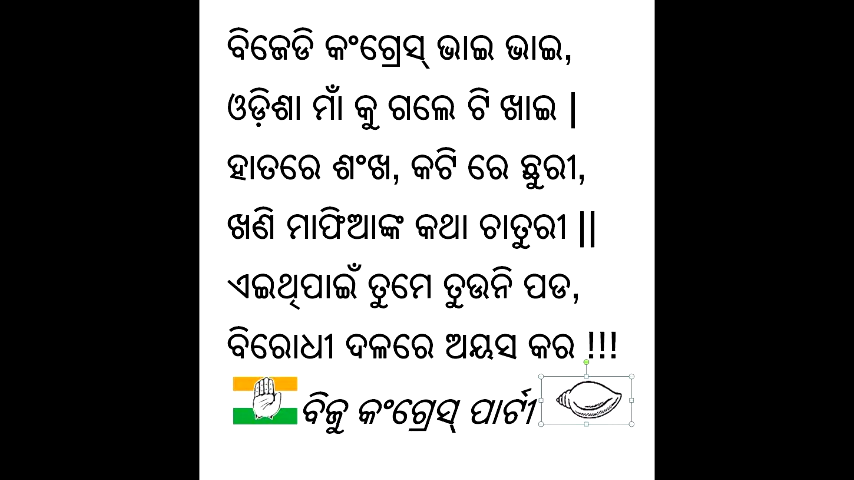 ବିଜେଡି କଂଗ୍ରେସ୍ ଭାଇ ଭାଇ,
ଓଡ଼ିଶା ମାଁ କୁ ଗଲେ ଟି ଖାଇ |
ହାତରେ ଶଂଖ, କଟି ରେ ଛୁରୀ,
ଖଣି ମାଫିଆଙ୍କ କଥା ଚାତୁରୀ ||
ଏଇଥିପାଇଁ ତୁମେ ତୁଉନି ପଡ,
ବିରୋଧୀ ଦଳରେ ଅୟସ କର !!!
ବିଜୁ କଂଗ୍ରେସ୍ ପାର୍ଟୀ